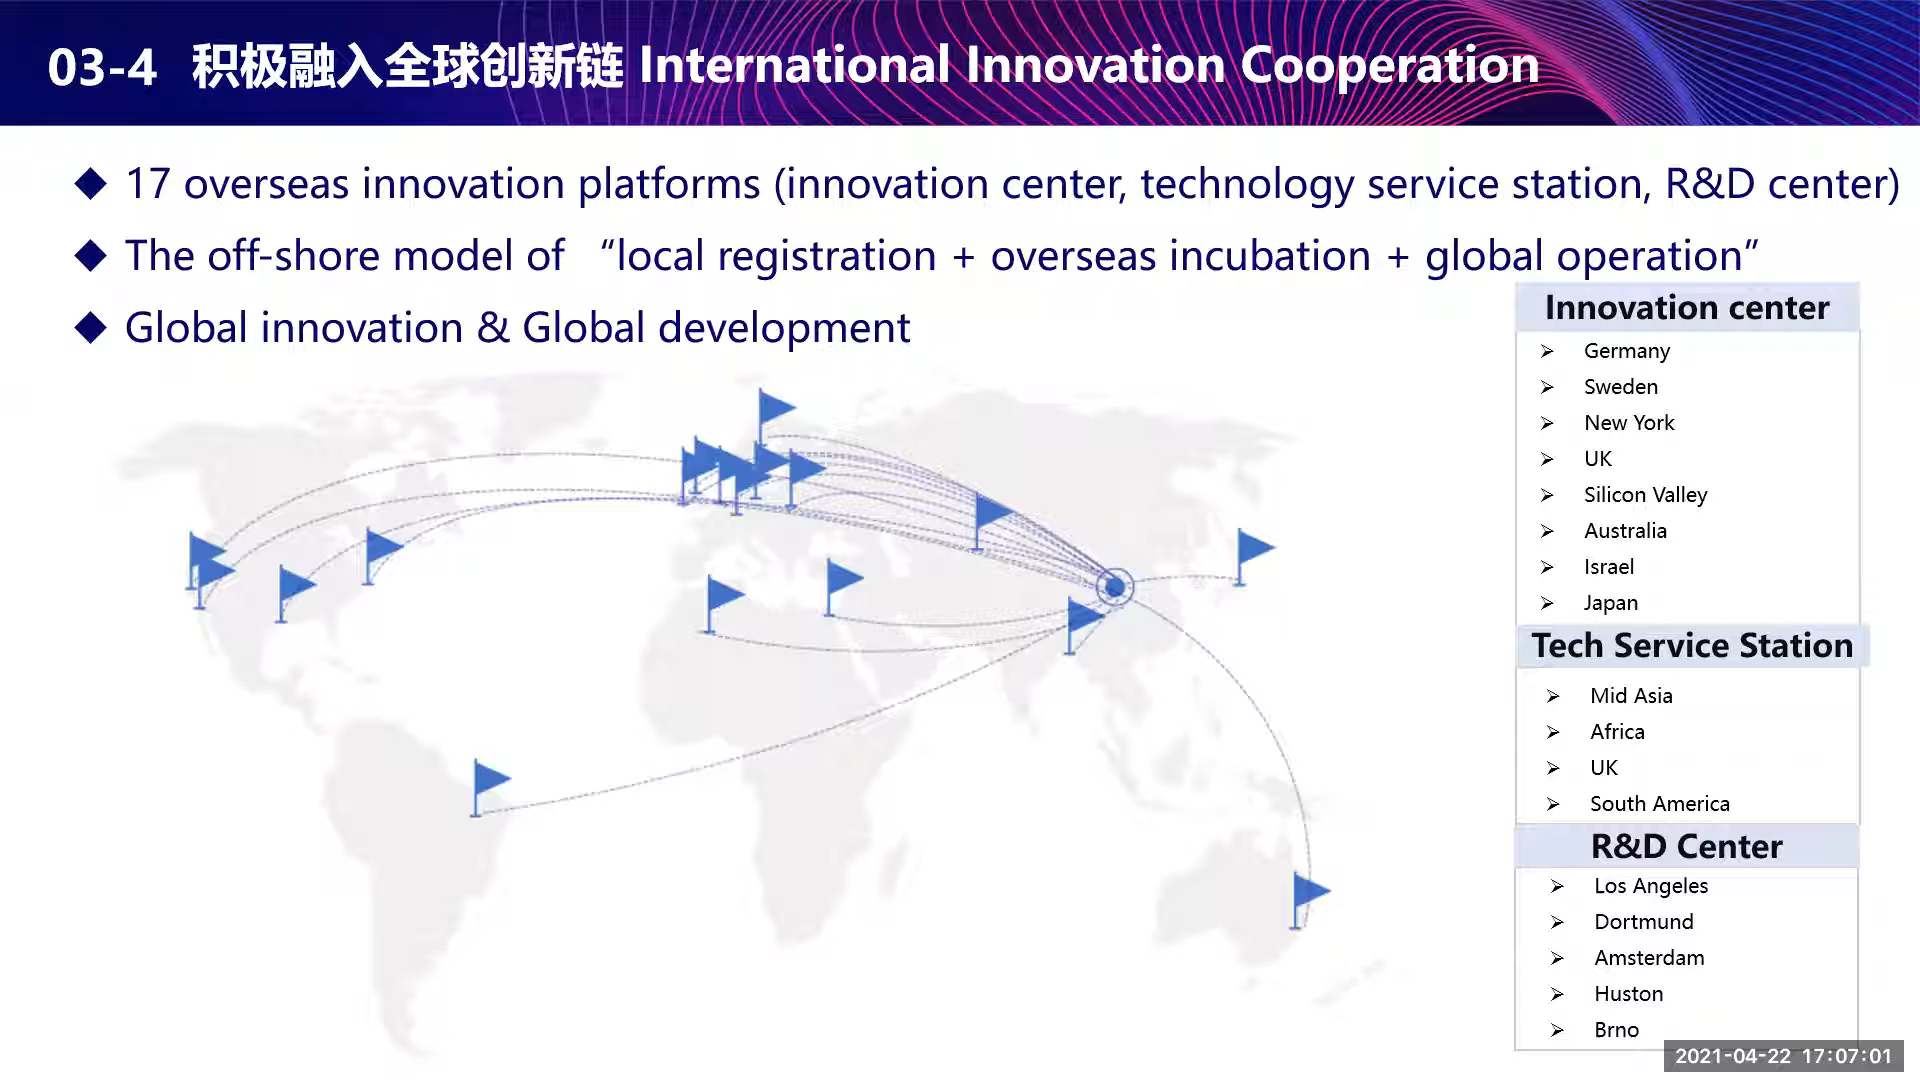 03-4 积极融入全球创新链 International Innovation Cooperation
17 overseas innovation platforms (innovation center, technology service station, R&D center)
The off-shore model of “local registration + overseas incubation + global operation”
Global innovation & Global development
Innovation center
Germany
Sweden
New York
UK
Silicon Valley
Australia
Israel
Japan
Tech Service Station
Mid Asia
Africa
UK
South America
R&D Center
Los Angeles
Dortmund
Amsterdam
Huston
Brno
2021-04-22 17:07:01